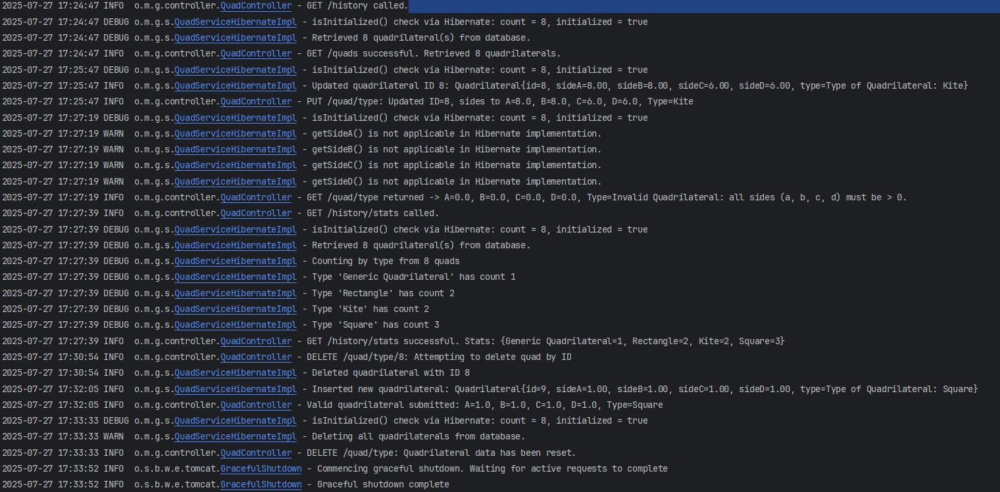 2025-07-27 17:24:47 INFO  o.m.g.controller.QuadController - GET /history called.
2025-07-27 17:24:47 DEBUG o.m.g.s.QuadServiceHibernateImpl - isInitialized() check via Hibernate: count = 8, initialized = true
2025-07-27 17:24:47 DEBUG o.m.g.s.QuadServiceHibernateImpl - Retrieved 8 quadrilateral(s) from database.
2025-07-27 17:24:47 INFO  o.m.g.controller.QuadController - GET /quads successful. Retrieved 8 quadrilaterals.
2025-07-27 17:25:47 DEBUG o.m.g.s.QuadServiceHibernateImpl - isInitialized() check via Hibernate: count = 8, initialized = true
2025-07-27 17:25:47 INFO  o.m.g.s.QuadServiceHibernateImpl - Updated quadrilateral ID 8: Quadrilateral{id=8, sideA=8.00, sideB=8.00, sideC=6.00, sideD=6.00, type=Type of Quadrilateral: Kite}
2025-07-27 17:25:47 INFO  o.m.g.controller.QuadController - PUT /quad/type: Updated ID=8, sides to A=8.0, B=8.0, C=6.0, D=6.0, Type=Kite
2025-07-27 17:27:19 DEBUG o.m.g.s.QuadServiceHibernateImpl - isInitialized() check via Hibernate: count = 8, initialized = true
2025-07-27 17:27:19 WARN  o.m.g.s.QuadServiceHibernateImpl - getSideA() is not applicable in Hibernate implementation.
2025-07-27 17:27:19 WARN  o.m.g.s.QuadServiceHibernateImpl - getSideB() is not applicable in Hibernate implementation.
2025-07-27 17:27:19 WARN  o.m.g.s.QuadServiceHibernateImpl - getSideC() is not applicable in Hibernate implementation.
2025-07-27 17:27:19 WARN  o.m.g.s.QuadServiceHibernateImpl - getSideD() is not applicable in Hibernate implementation.
2025-07-27 17:27:19 INFO  o.m.g.controller.QuadController - GET /quad/type returned -> A=0.0, B=0.0, C=0.0, D=0.0, Type=Invalid Quadrilateral: all sides (a, b, c, d) must be > 0.
2025-07-27 17:27:39 INFO  o.m.g.controller.QuadController - GET /history/stats called.
2025-07-27 17:27:39 DEBUG o.m.g.s.QuadServiceHibernateImpl - isInitialized() check via Hibernate: count = 8, initialized = true
2025-07-27 17:27:39 DEBUG o.m.g.s.QuadServiceHibernateImpl - Retrieved 8 quadrilateral(s) from database.
2025-07-27 17:27:39 DEBUG o.m.g.s.QuadServiceHibernateImpl - Counting by type from 8 quads
2025-07-27 17:27:39 DEBUG o.m.g.s.QuadServiceHibernateImpl - Type 'Generic Quadrilateral' has count 1
2025-07-27 17:27:39 DEBUG o.m.g.s.QuadServiceHibernateImpl - Type 'Rectangle' has count 2
2025-07-27 17:27:39 DEBUG o.m.g.s.QuadServiceHibernateImpl - Type 'Kite' has count 2
2025-07-27 17:27:39 DEBUG o.m.g.s.QuadServiceHibernateImpl - Type 'Square' has count 3
2025-07-27 17:27:39 INFO  o.m.g.controller.QuadController - GET /history/stats successful. Stats: {Generic Quadrilateral=1, Rectangle=2, Kite=2, Square=3}
2025-07-27 17:30:54 INFO  o.m.g.controller.QuadController - DELETE /quad/type/8: Attempting to delete quad by ID
2025-07-27 17:30:54 INFO  o.m.g.s.QuadServiceHibernateImpl - Deleted quadrilateral with ID 8
2025-07-27 17:32:05 INFO  o.m.g.s.QuadServiceHibernateImpl - Inserted new quadrilateral: Quadrilateral{id=9, sideA=1.00, sideB=1.00, sideC=1.00, sideD=1.00, type=Type of Quadrilateral: Square}
2025-07-27 17:32:05 INFO  o.m.g.controller.QuadController - Valid quadrilateral submitted: A=1.0, B=1.0, C=1.0, D=1.0, Type=Square
2025-07-27 17:33:33 DEBUG o.m.g.s.QuadServiceHibernateImpl - isInitialized() check via Hibernate: count = 8, initialized = true
2025-07-27 17:33:33 WARN  o.m.g.s.QuadServiceHibernateImpl - Deleting all quadrilaterals from database.
2025-07-27 17:33:33 INFO  o.m.g.controller.QuadController - DELETE /quad/type: Quadrilateral data has been reset.
2025-07-27 17:33:52 INFO  o.s.b.w.e.tomcat.GracefulShutdown - Commencing graceful shutdown. Waiting for active requests to complete
2025-07-27 17:33:52 INFO  o.s.b.w.e.tomcat.GracefulShutdown - Graceful shutdown complete